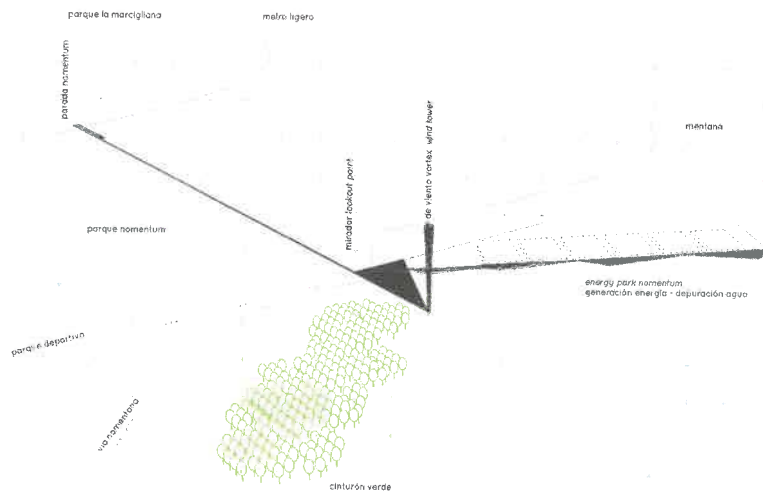 parque la marcigliana
metro ligero
parada nomentum
mentana
mirador lookout point
de viento vortex wind tower
parque nomentum
energy park nomentum
generación energía - depuración agua
parque deportivo
via nomentana
cinturón verde